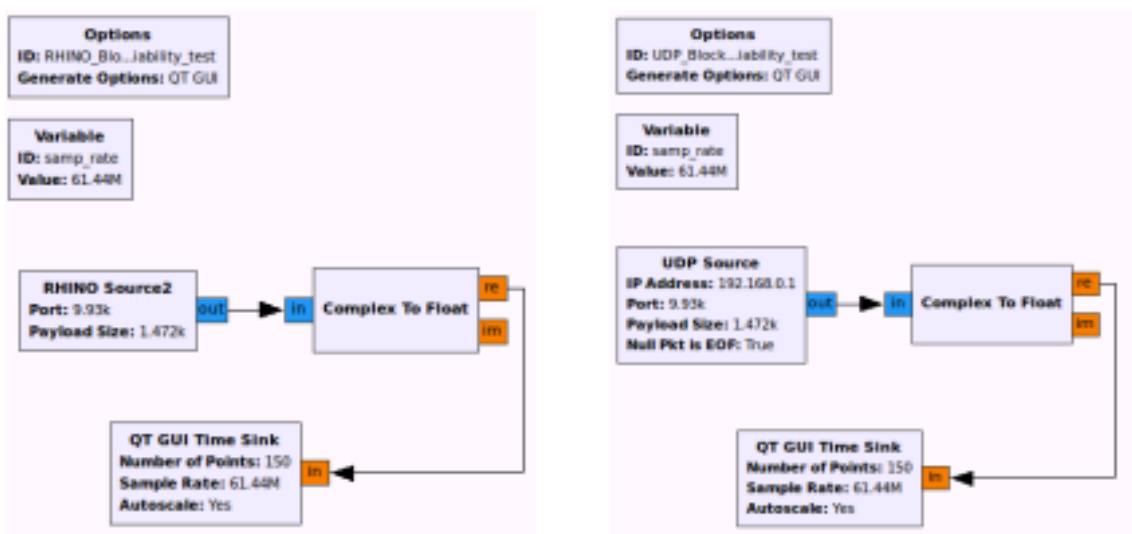 Options
ID: RHINO_Blo...iability_test
Generate Options: QT GUI
Variable
ID: samp_rate
Value: 61.44M
RHINO Source2
Port: 9.93k
Payload Size: 1.472k
out
in
Complex To Float
re
im
QT GUI Time Sink
Number of Points: 150
Sample Rate: 61.44M
Autoscale: Yes
in
Options
ID: UDP_Block...iability_test
Generate Options: QT GUI
Variable
ID: samp_rate
Value: 61.44M
UDP Source
IP Address: 192.168.0.1
Port: 9.93k
Payload Size: 1.472k
Null Pkt is EOF: True
out
in
Complex To Float
re
im
QT GUI Time Sink
Number of Points: 150
Sample Rate: 61.44M
Autoscale: Yes
in